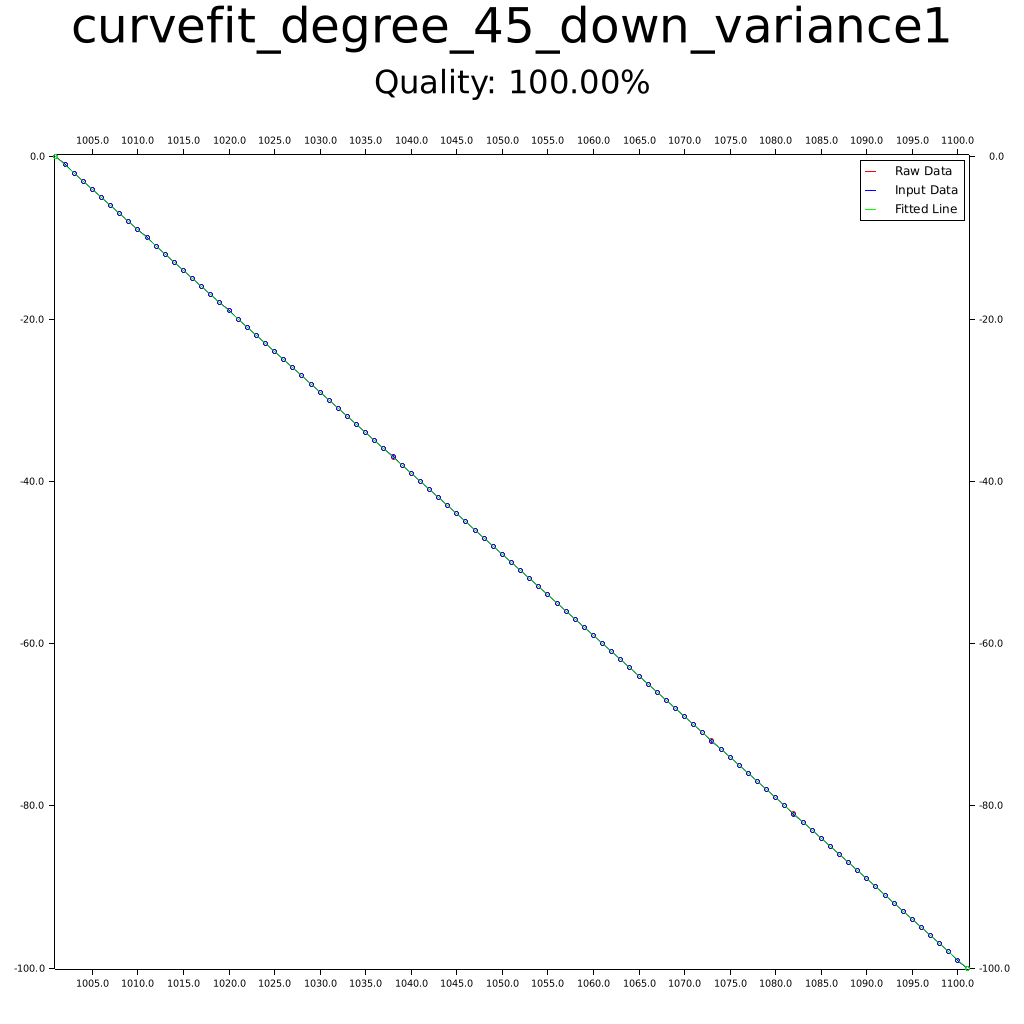 curvefit_degree_45_down_variance1
Quality: 100.00%
1005.0 1010.0 1015.0 1020.0 1025.0 1030.0 1035.0 1040.0 1045.0 1050.0 1055.0 1060.0 1065.0 1070.0 1075.0 1080.0 1085.0 1090.0 1095.0 1100.0
0.0 0.0
Raw Data
Input Data
Fitted Line
-20.0 -20.0
-40.0 -40.0
-60.0 -60.0
-80.0 -80.0
-100.0 -100.0
1005.0 1010.0 1015.0 1020.0 1025.0 1030.0 1035.0 1040.0 1045.0 1050.0 1055.0 1060.0 1065.0 1070.0 1075.0 1080.0 1085.0 1090.0 1095.0 1100.0